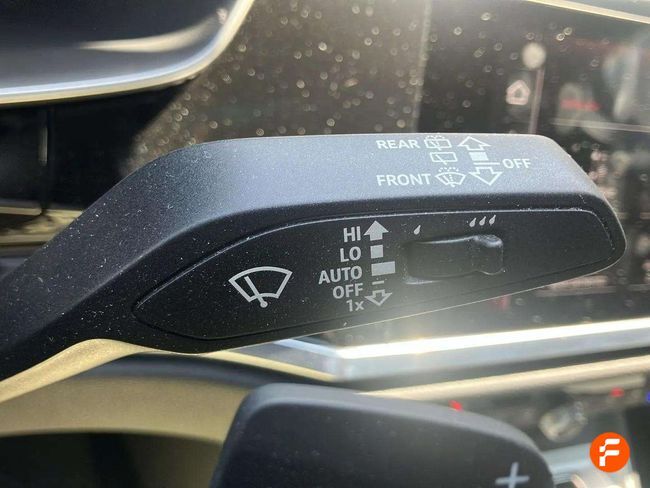 REAR
OFF
FRONT
HI
LO
AUTO
OFF
1x
+